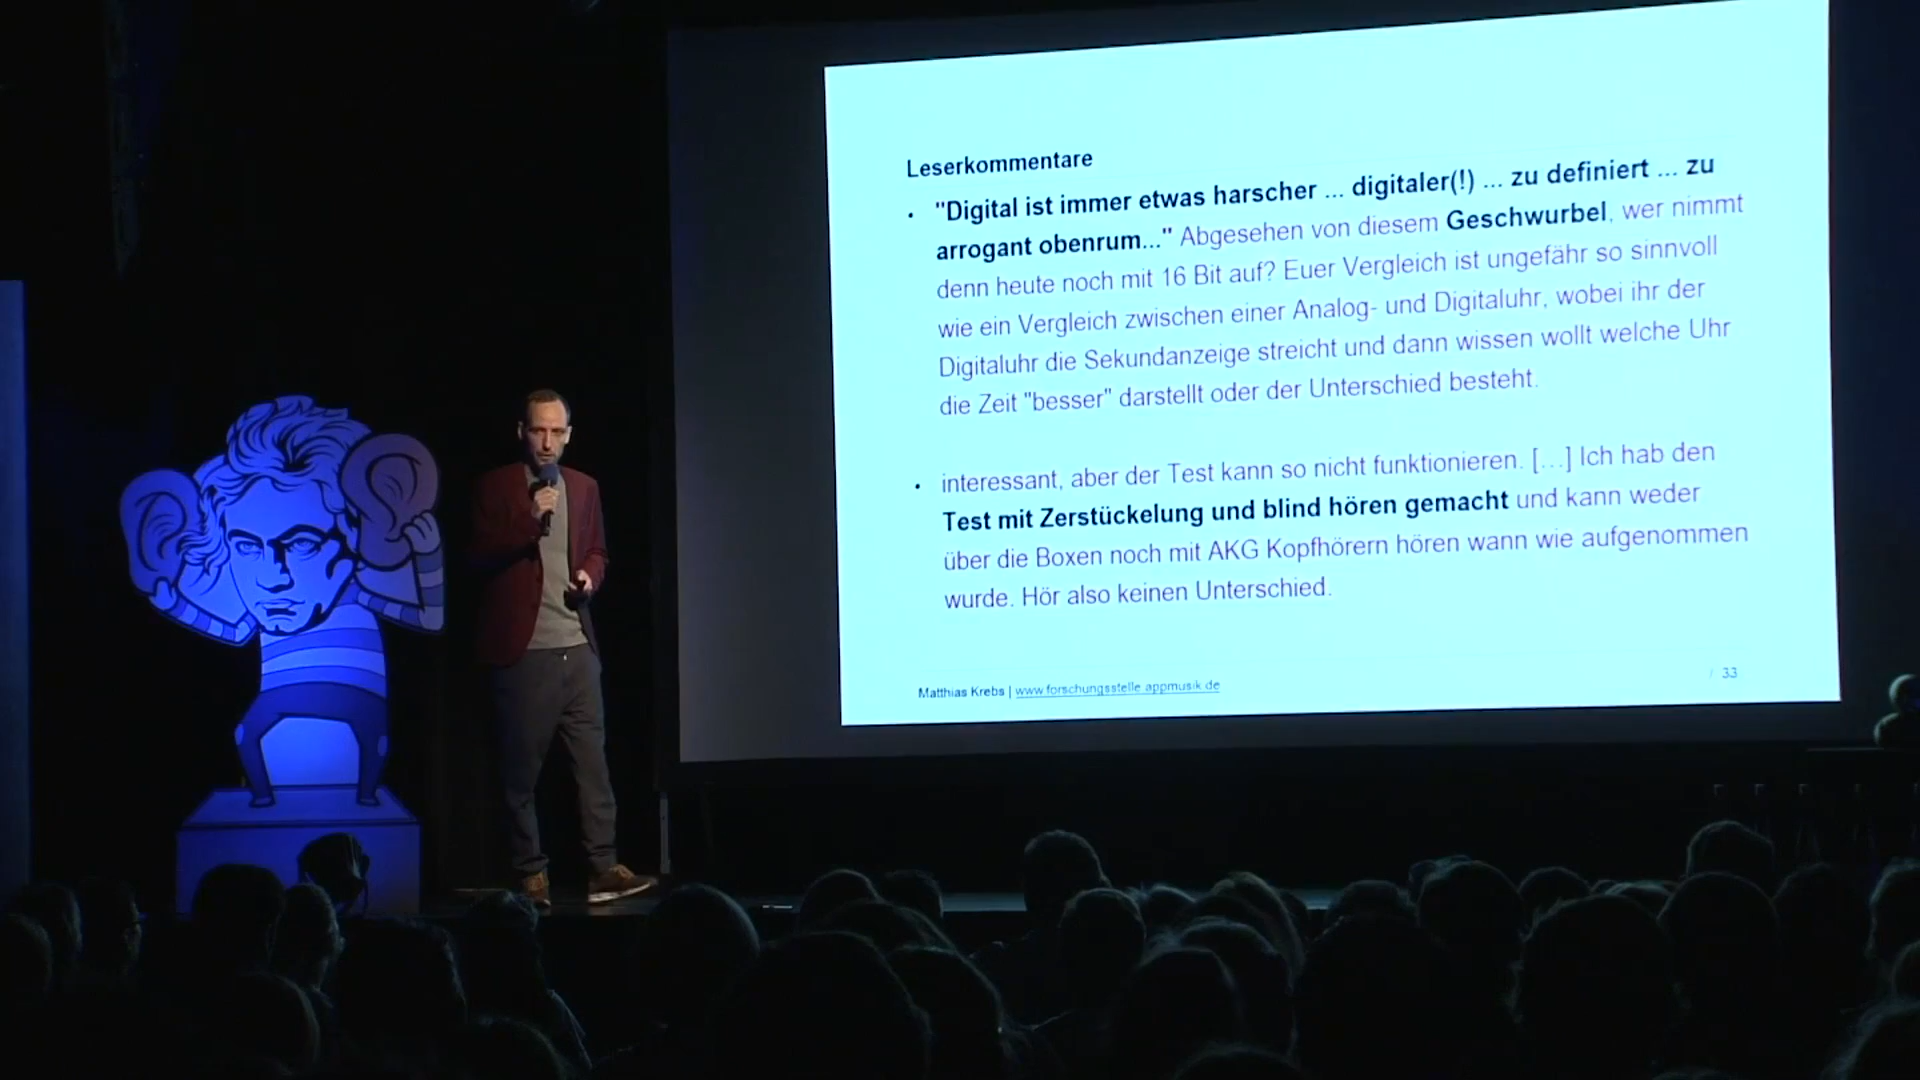 Leserkommentare
• "Digital ist immer etwas harscher ... digitaler(!) ... zu definiert ... zu
arrogant obenrum..." Abgesehen von diesem Geschwurbel, wer nimmt
denn heute noch mit 16 Bit auf? Euer Vergleich ist ungefähr so sinnvoll
wie ein Vergleich zwischen einer Analog- und Digitaluhr, wobei ihr der
Digitaluhr die Sekundanzeige streicht und dann wissen wollt welche Uhr
die Zeit "besser" darstellt oder der Unterschied besteht.
• interessant, aber der Test kann so nicht funktionieren. [...] Ich hab den
Test mit Zerstückelung und blind hören gemacht und kann weder
über die Boxen noch mit AKG Kopfhörern hören wann wie aufgenommen
wurde. Hör also keinen Unterschied.
Matthias Krebs | www.forschungsstelle.appmusik.de
/ 33